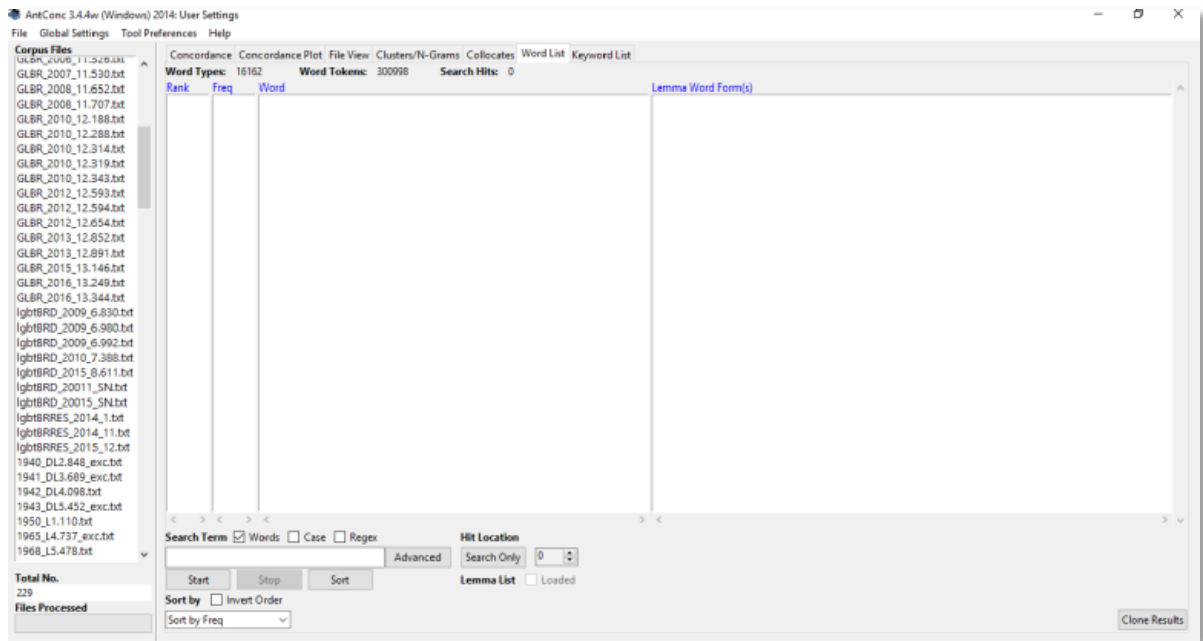 AntConc 3.4.4w (Windows) 2014: User Settings
File Global Settings Tool Preferences Help
Corpus Files
Concordance Concordance Plot File View Clusters/N-Grams Collocates Word List Keyword List
Word Types: 16162 Word Tokens: 300998 Search Hits: 0
Rank Freq Word Lemma Word Form(s)
GLBR_2006_11.326.txt
GLBR_2007_11.530.txt
GLBR_2008_11.652.txt
GLBR_2008_11.707.txt
GLBR_2010_12.188.txt
GLBR_2010_12.288.txt
GLBR_2010_12.314.txt
GLBR_2010_12.319.txt
GLBR_2010_12.343.txt
GLBR_2012_12.593.txt
GLBR_2012_12.594.txt
GLBR_2012_12.654.txt
GLBR_2013_12.852.txt
GLBR_2013_12.891.txt
GLBR_2015_13.146.txt
GLBR_2016_13.249.txt
GLBR_2016_13.344.txt
lgbtBRD_2009_6.830.txt
lgbtBRD_2009_6.980.txt
lgbtBRD_2009_6.992.txt
lgbtBRD_2010_7.388.txt
lgbtBRD_2015_8.611.txt
lgbtBRD_20011_SN.txt
lgbtBRD_20015_SN.txt
lgbtBRRES_2014_1.txt
lgbtBRRES_2014_11.txt
lgbtBRRES_2015_12.txt
1940_DL2.848_exc.txt
1941_DL3.689_exc.txt
1942_DL4.098.txt
1943_DL5.452_exc.txt
1950_L1.110.txt
1965_L4.737_exc.txt
1968_L5.478.txt
Search Term Words Case Regex Hit Location
Advanced Search Only 0
Total No.
229
Start Stop Sort Lemma List Loaded
Files Processed
Sort by Invert Order
Sort by Freq Clone Results